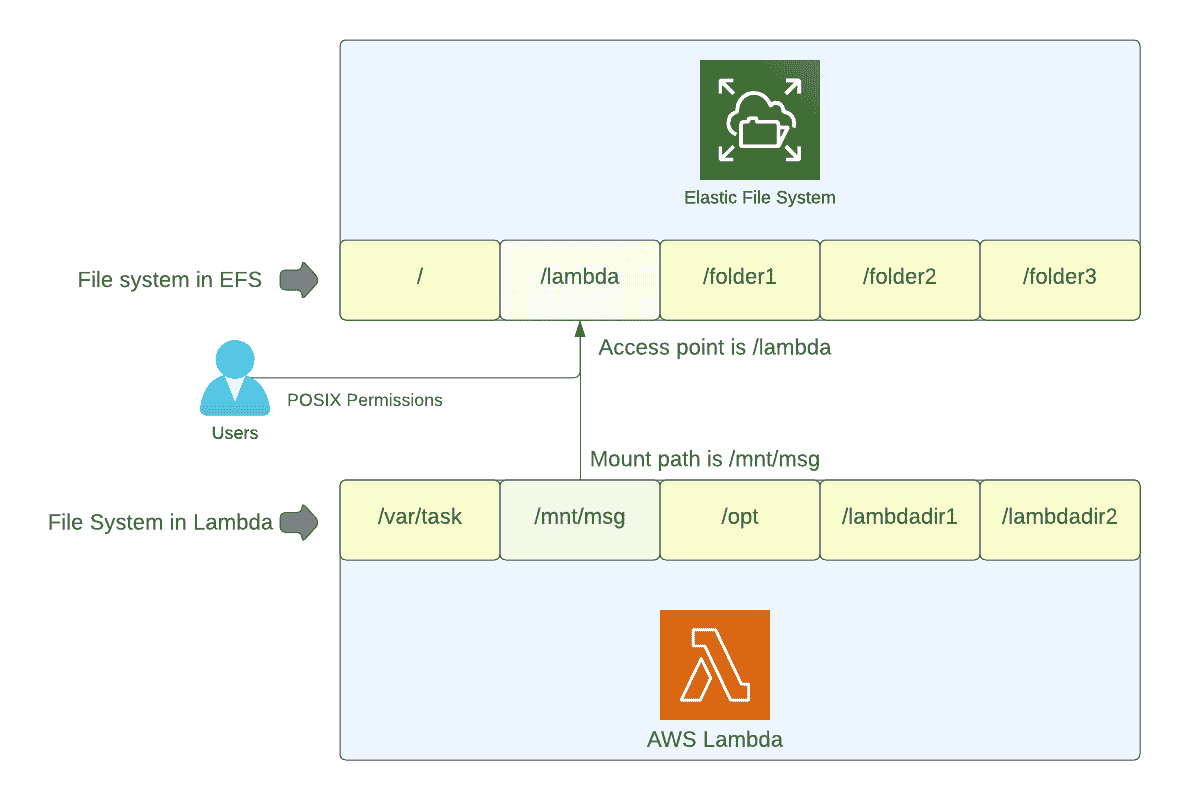 Elastic File System
File system in EFS
/
/lambda
/folder1
/folder2
/folder3
Access point is /lambda
POSIX Permissions
Users
Mount path is /mnt/msg
File System in Lambda
/var/task
/mnt/msg
/opt
/lambdadir1
/lambdadir2
AWS Lambda